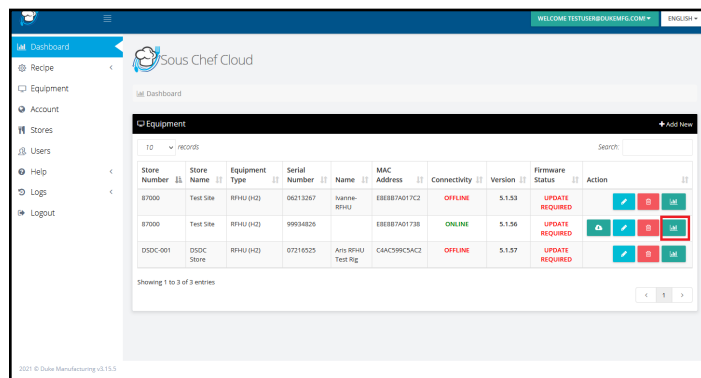 WELCOME TESTUSER@DUKEMFG.COM!
ENGLISH
Dashboard
Recipe
Equipment
Account
Stores
Users
Help
Logs
Logout
Sous Chef Cloud
Dashboard
Equipment
+ Add New
10 records
Search:
Store Number Store Name Equipment Type Serial Number Name MAC Address Connectivity Version Firmware Status Action
87000 Test Site RFHU (H2) 06213267 Ivanne-RFHU E8E8B7A017C2 OFFLINE 5.1.53 UPDATE REQUIRED
87000 Test Site RFHU (H2) 99934826 E8E8B7A01738 ONLINE 5.1.56 UPDATE REQUIRED
DSDC-001 DSDC Store RFHU (H2) 07216525 Aris RFHU Test Rig C4AC599C5AC2 OFFLINE 5.1.57 UPDATE REQUIRED
Showing 1 to 3 of 3 entries
< 1 >
2021 © Duke Manufacturing v3.15.5